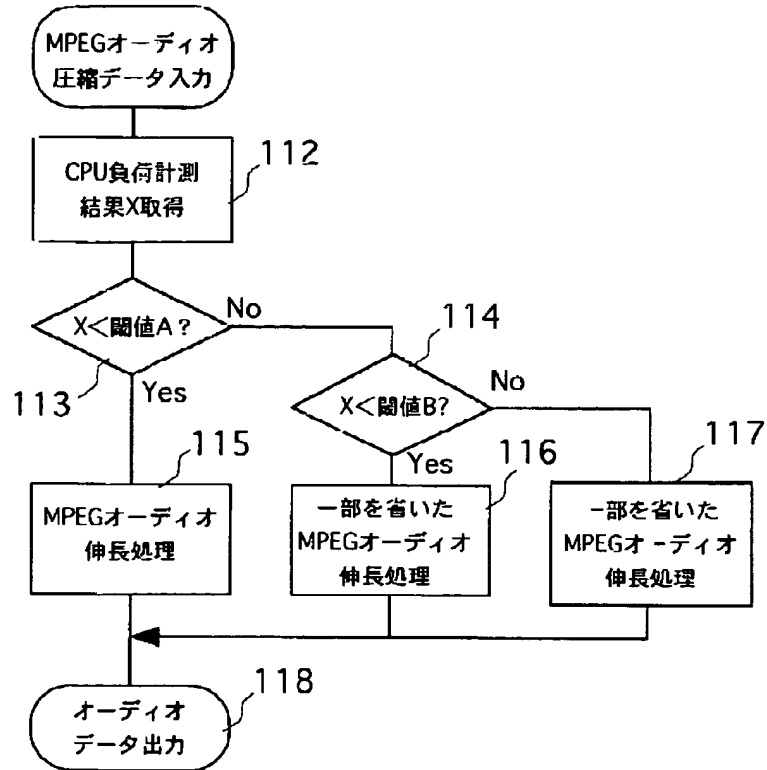 MPEGオーディオ
圧縮データ入力
112
CPU負荷計測
結果X取得
X<閾値A?
No
113
Yes
114
X<閾値B?
No
Yes
115
MPEGオーディオ
伸長処理
116
一部を省いた
MPEGオーディオ
伸長処理
117
一部を省いた
MPEGオーディオ
伸長処理
118
オーディオ
データ出力